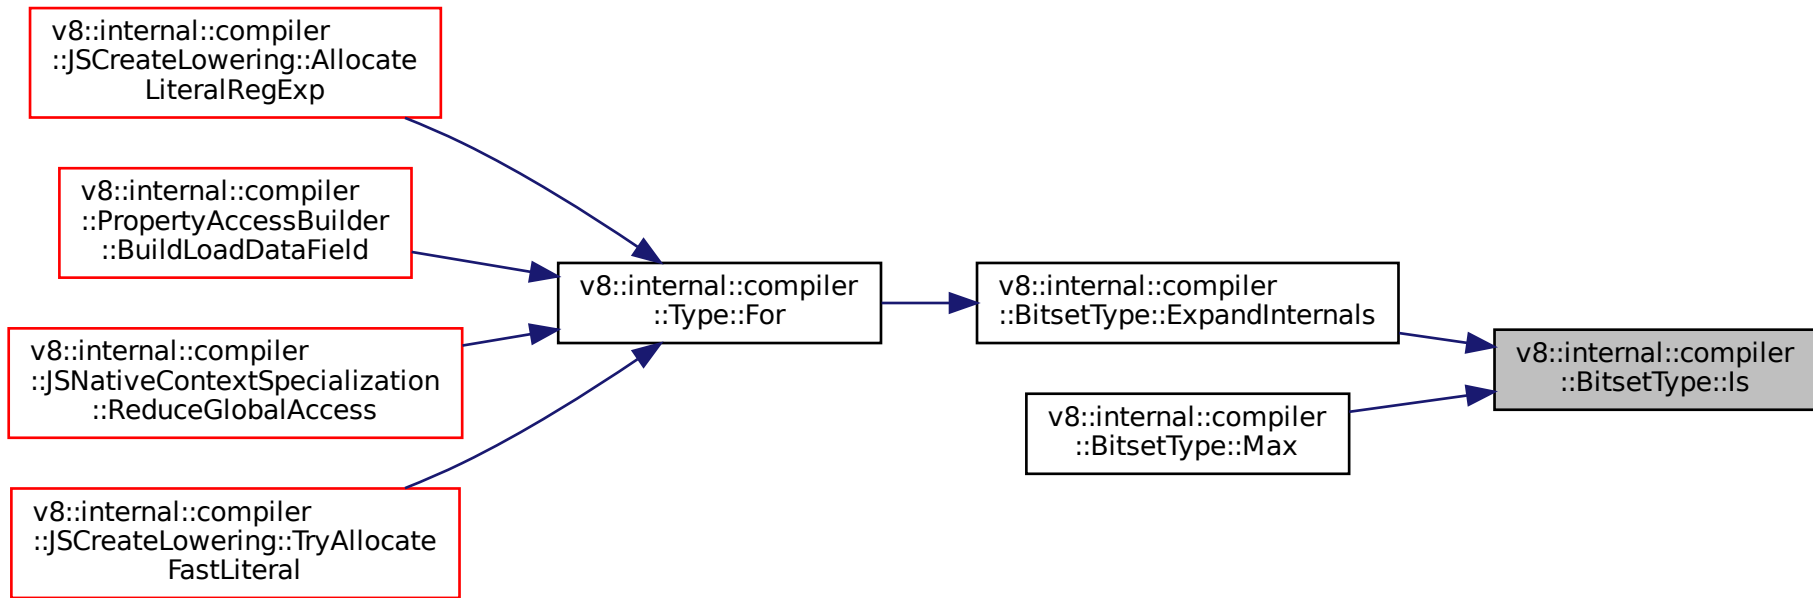 v8::internal::compiler
::JSCreateLowering::Allocate
LiteralRegExp
v8::internal::compiler
::PropertyAccessBuilder
::BuildLoadDataField
v8::internal::compiler
::JSNativeContextSpecialization
::ReduceGlobalAccess
v8::internal::compiler
::JSCreateLowering::TryAllocate
FastLiteral
v8::internal::compiler
::Type::For
v8::internal::compiler
::BitsetType::ExpandInternals
v8::internal::compiler
::BitsetType::Max
v8::internal::compiler
::BitsetType::Is